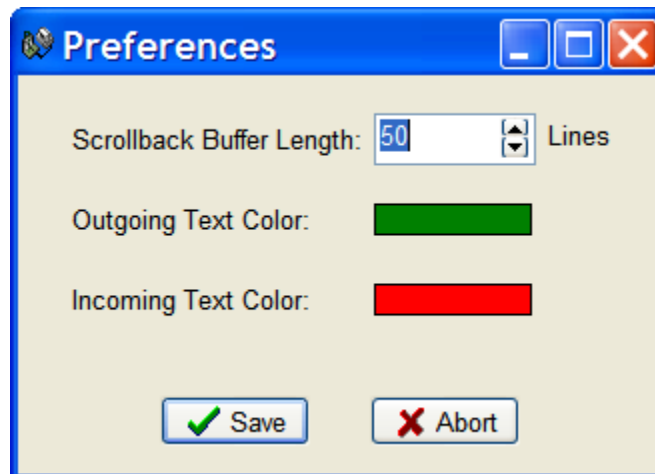 Preferences
Scrollback Buffer Length: 50 Lines
Outgoing Text Color:
Incoming Text Color:
Save Abort